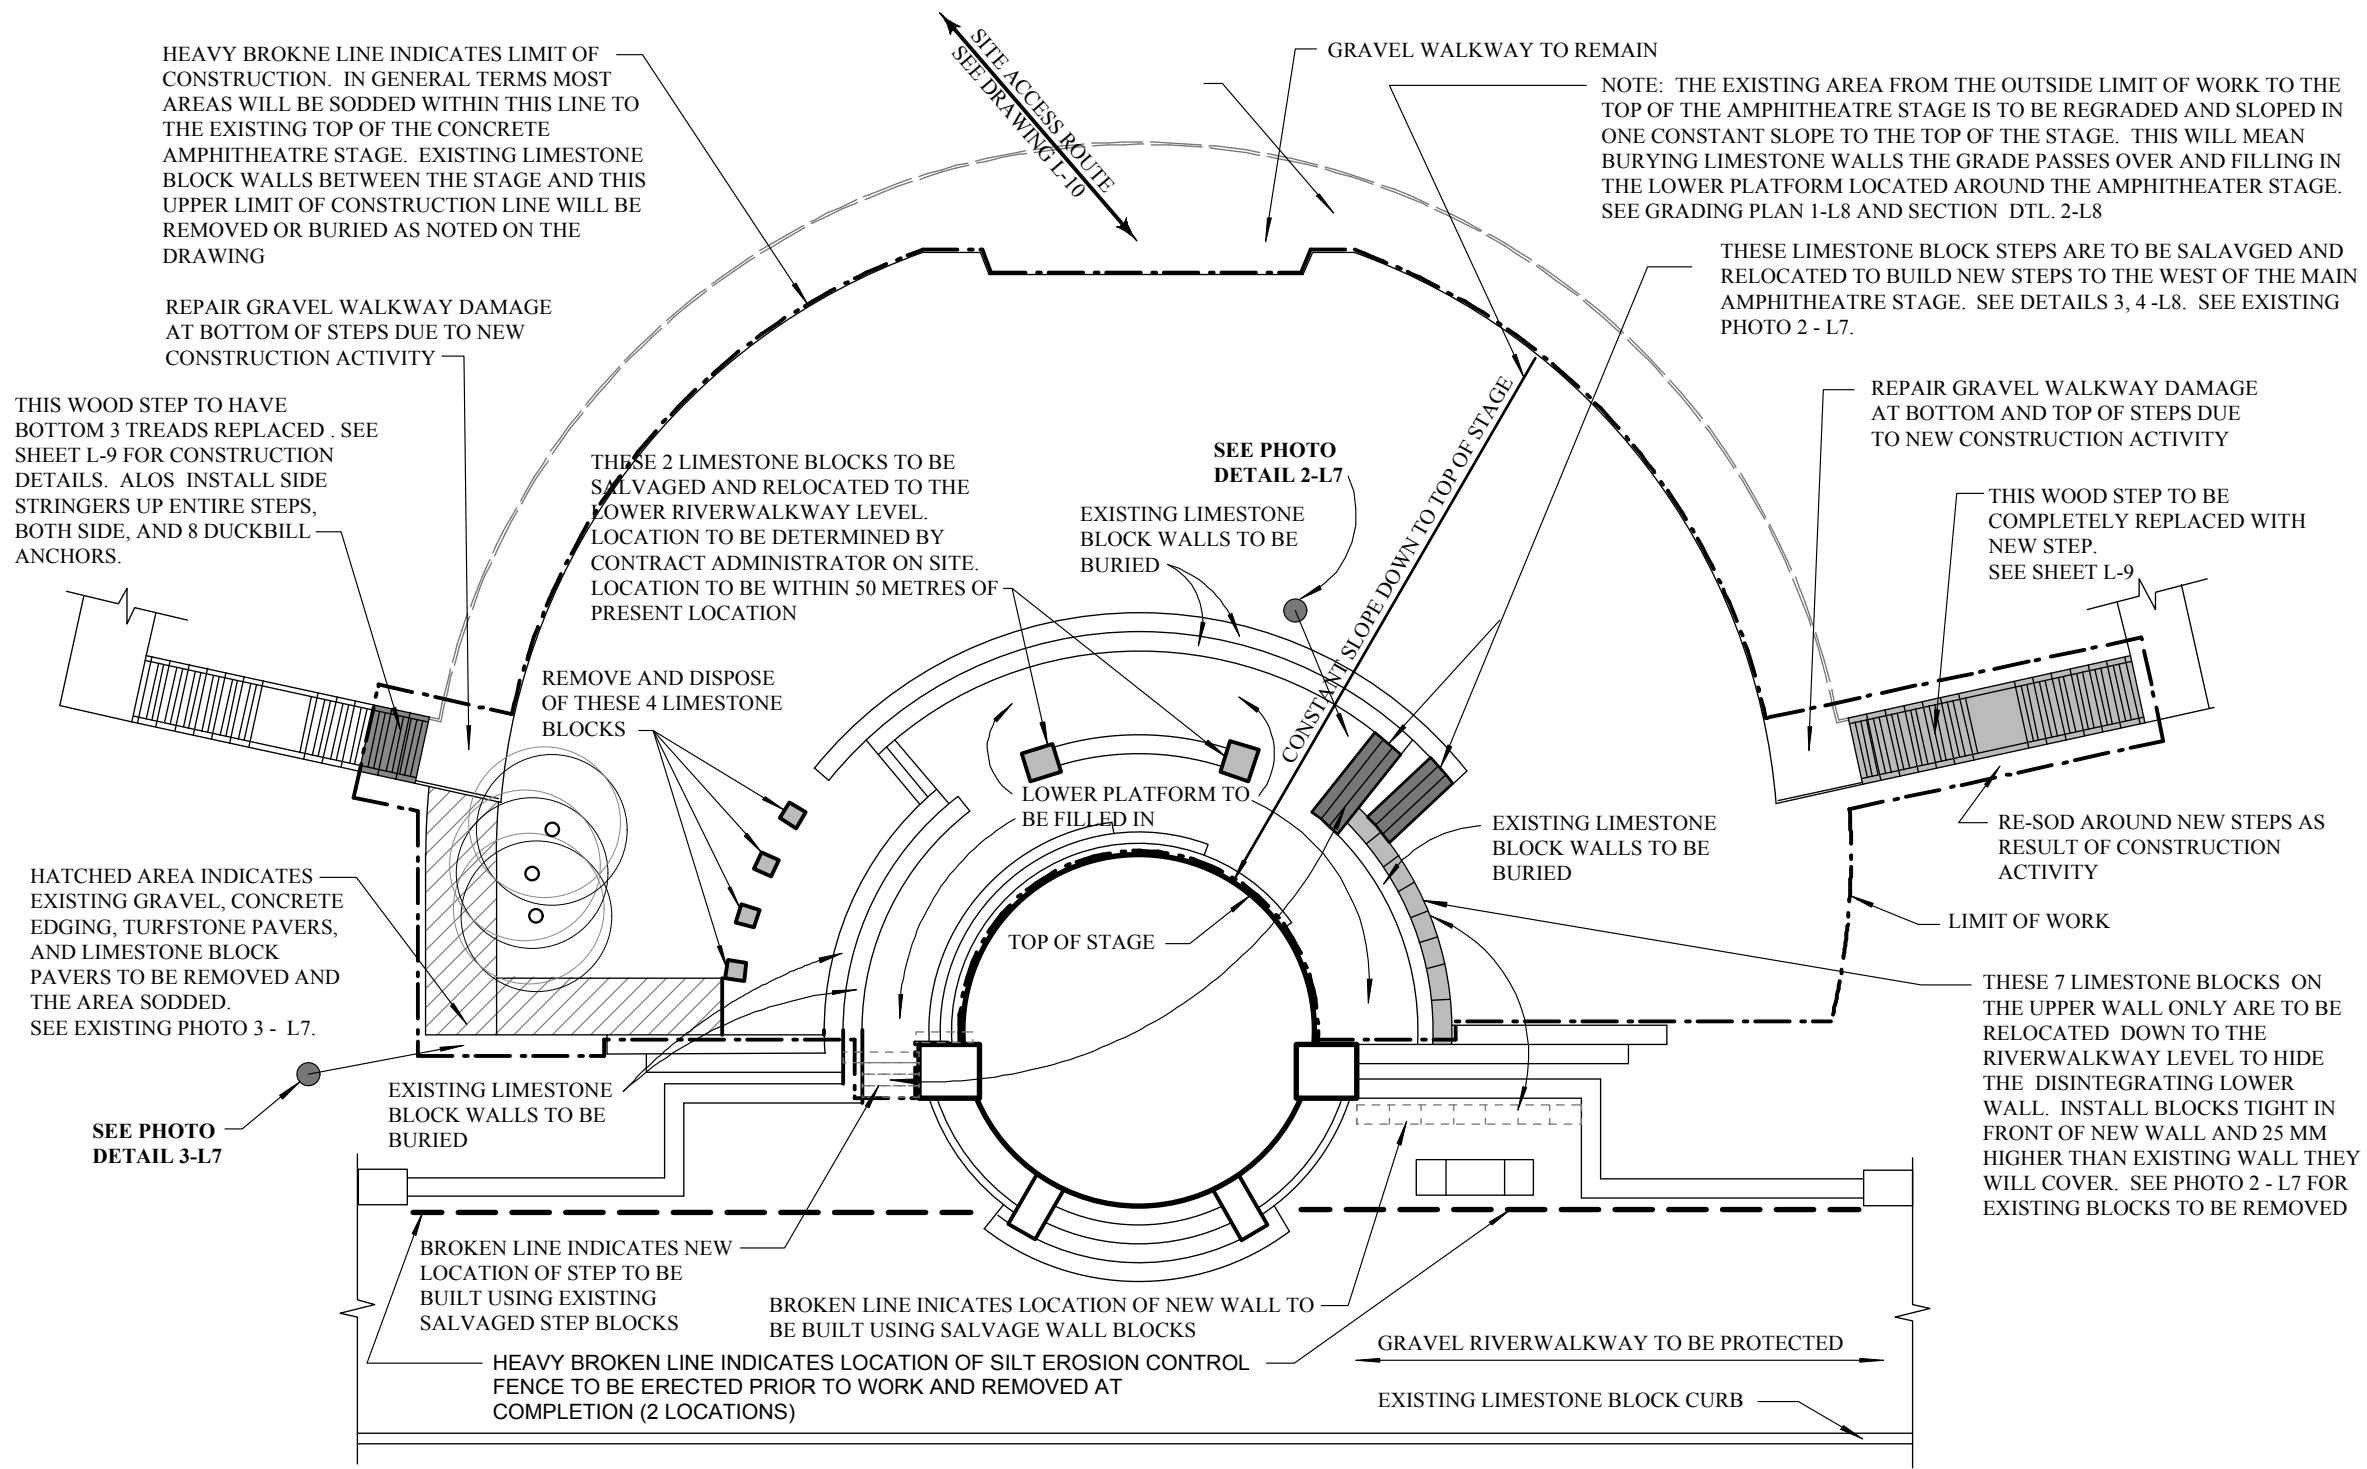 HEAVY BROKNE LINE INDICATES LIMIT OF
CONSTRUCTION.  IN GENERAL TERMS MOST
AREAS WILL BE SODDED WITHIN THIS LINE TO
THE EXISTING TOP OF THE CONCRETE
AMPHITHEATRE STAGE.  EXISTING LIMESTONE
BLOCK WALLS BETWEEN THE STAGE AND THIS
UPPER LIMIT OF CONSTRUCTION LINE WILL BE
REMOVED OR BURIED AS NOTED ON THE
DRAWING
SITE ACCESS ROUTE
SEE DRAWING L-10
GRAVEL WALKWAY TO REMAIN
NOTE:  THE EXISTING AREA FROM THE OUTSIDE LIMIT OF WORK TO THE
TOP OF THE AMPHITHEATRE STAGE IS TO BE REGRADED AND SLOPED IN
ONE CONSTANT SLOPE TO THE TOP OF THE STAGE.  THIS WILL MEAN
BURYING LIMESTONE WALLS THE GRADE PASSES OVER AND FILLING IN
THE LOWER PLATFORM LOCATED AROUND THE AMPHITHEATER STAGE.
SEE GRADING PLAN 1-L8 AND SECTION  DTL. 2-L8
THESE LIMESTONE BLOCK STEPS ARE TO BE SALAVGED AND
RELOCATED TO BUILD NEW STEPS TO THE WEST OF THE MAIN
AMPHITHEATRE STAGE.  SEE DETAILS 3, 4 -L8.  SEE EXISTING
PHOTO 2 - L7.
REPAIR GRAVEL WALKWAY DAMAGE
AT BOTTOM OF STEPS DUE TO NEW
CONSTRUCTION ACTIVITY
REPAIR GRAVEL WALKWAY DAMAGE
AT BOTTOM AND TOP OF STEPS DUE
TO NEW CONSTRUCTION ACTIVITY
THIS WOOD STEP TO HAVE
BOTTOM 3 TREADS REPLACED . SEE
SHEET L-9 FOR CONSTRUCTION
DETAILS.  ALOS  INSTALL SIDE
STRINGERS UP ENTIRE STEPS,
BOTH SIDE, AND 8 DUCKBILL
ANCHORS.
THESE 2 LIMESTONE BLOCKS TO BE
SALVAGED AND RELOCATED TO THE
LOWER RIVERWALKWAY LEVEL.
LOCATION TO BE DETERMINED BY
CONTRACT ADMINISTRATOR ON SITE.
LOCATION TO BE WITHIN 50 METRES OF
PRESENT LOCATION
SEE PHOTO
DETAIL 2-L7
EXISTING LIMESTONE
BLOCK WALLS TO BE
BURIED
CONSTANT SLOPE DOWN TO TOP OF STAGE
THIS WOOD STEP TO BE
COMPLETELY REPLACED WITH
NEW STEP.
SEE SHEET L-9
REMOVE AND DISPOSE
OF THESE 4 LIMESTONE
BLOCKS
LOWER PLATFORM TO
BE FILLED IN
EXISTING LIMESTONE
BLOCK WALLS TO BE
BURIED
RE-SOD AROUND NEW STEPS AS
RESULT OF CONSTRUCTION
ACTIVITY
HATCHED AREA INDICATES
EXISTING GRAVEL, CONCRETE
EDGING, TURFSTONE PAVERS,
AND LIMESTONE BLOCK
PAVERS TO BE REMOVED AND
THE AREA SODDED.
SEE EXISTING PHOTO 3 -  L7.
TOP OF STAGE
LIMIT OF WORK
THESE 7 LIMESTONE BLOCKS  ON
THE UPPER WALL ONLY ARE TO BE
RELOCATED  DOWN TO THE
RIVERWALKWAY LEVEL TO HIDE
THE  DISINTEGRATING LOWER
WALL.  INSTALL BLOCKS TIGHT IN
FRONT OF NEW WALL AND 25 MM
HIGHER THAN EXISTING WALL THEY
WILL COVER.  SEE PHOTO 2 - L7 FOR
EXISTING BLOCKS TO BE REMOVED
EXISTING LIMESTONE
BLOCK WALLS TO BE
BURIED
SEE PHOTO
DETAIL 3-L7
BROKEN LINE INDICATES NEW
LOCATION OF STEP TO BE
BUILT USING EXISTING
SALVAGED STEP BLOCKS
BROKEN LINE INICATES LOCATION OF NEW WALL TO
BE BUILT USING SALVAGE WALL BLOCKS
HEAVY BROKEN LINE INDICATES LOCATION OF SILT EROSION CONTROL
FENCE TO BE ERECTED PRIOR TO WORK AND REMOVED AT
COMPLETION (2 LOCATIONS)
GRAVEL RIVERWALKWAY TO BE PROTECTED
EXISTING LIMESTONE BLOCK CURB